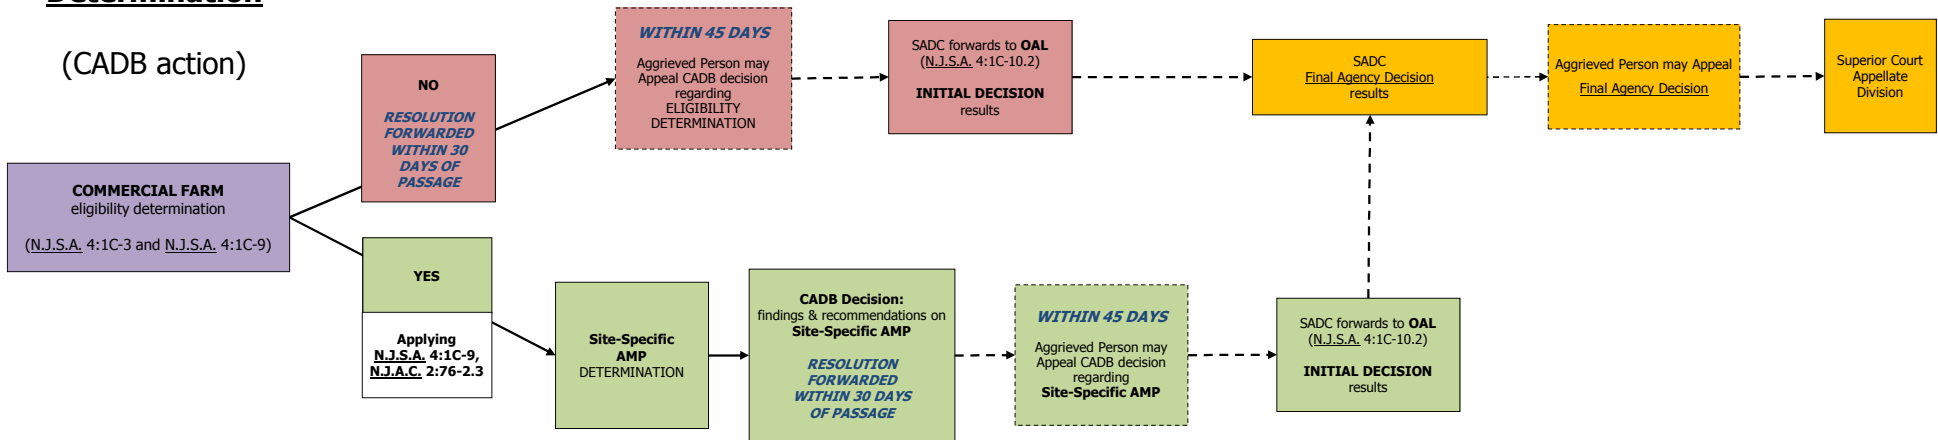 Determination
(CADB action)
COMMERCIAL FARM
eligibility determination
(N.J.S.A. 4:1C-3 and N.J.S.A. 4:1C-9)
NO
RESOLUTION
FORWARDED
WITHIN 30
DAYS OF
PASSAGE
WITHIN 45 DAYS
Aggrieved Person may
Appeal CADB decision
regarding
ELIGIBILITY
DETERMINATION
SADC forwards to OAL
(N.J.S.A. 4:1C-10.2)
INITIAL DECISION
results
SADC
Final Agency Decision
results
Aggrieved Person may Appeal
Final Agency Decision
Superior Court
Appellate
Division
YES
Applying
N.J.S.A. 4:1C-9,
N.J.A.C. 2:76-2.3
Site-Specific
AMP
DETERMINATION
CADB Decision:
findings & recommendations on
Site-Specific AMP
RESOLUTION
FORWARDED
WITHIN 30 DAYS
OF PASSAGE
WITHIN 45 DAYS
Aggrieved Person may
Appeal CADB decision
regarding
Site-Specific AMP
SADC forwards to OAL
(N.J.S.A. 4:1C-10.2)
INITIAL DECISION
results